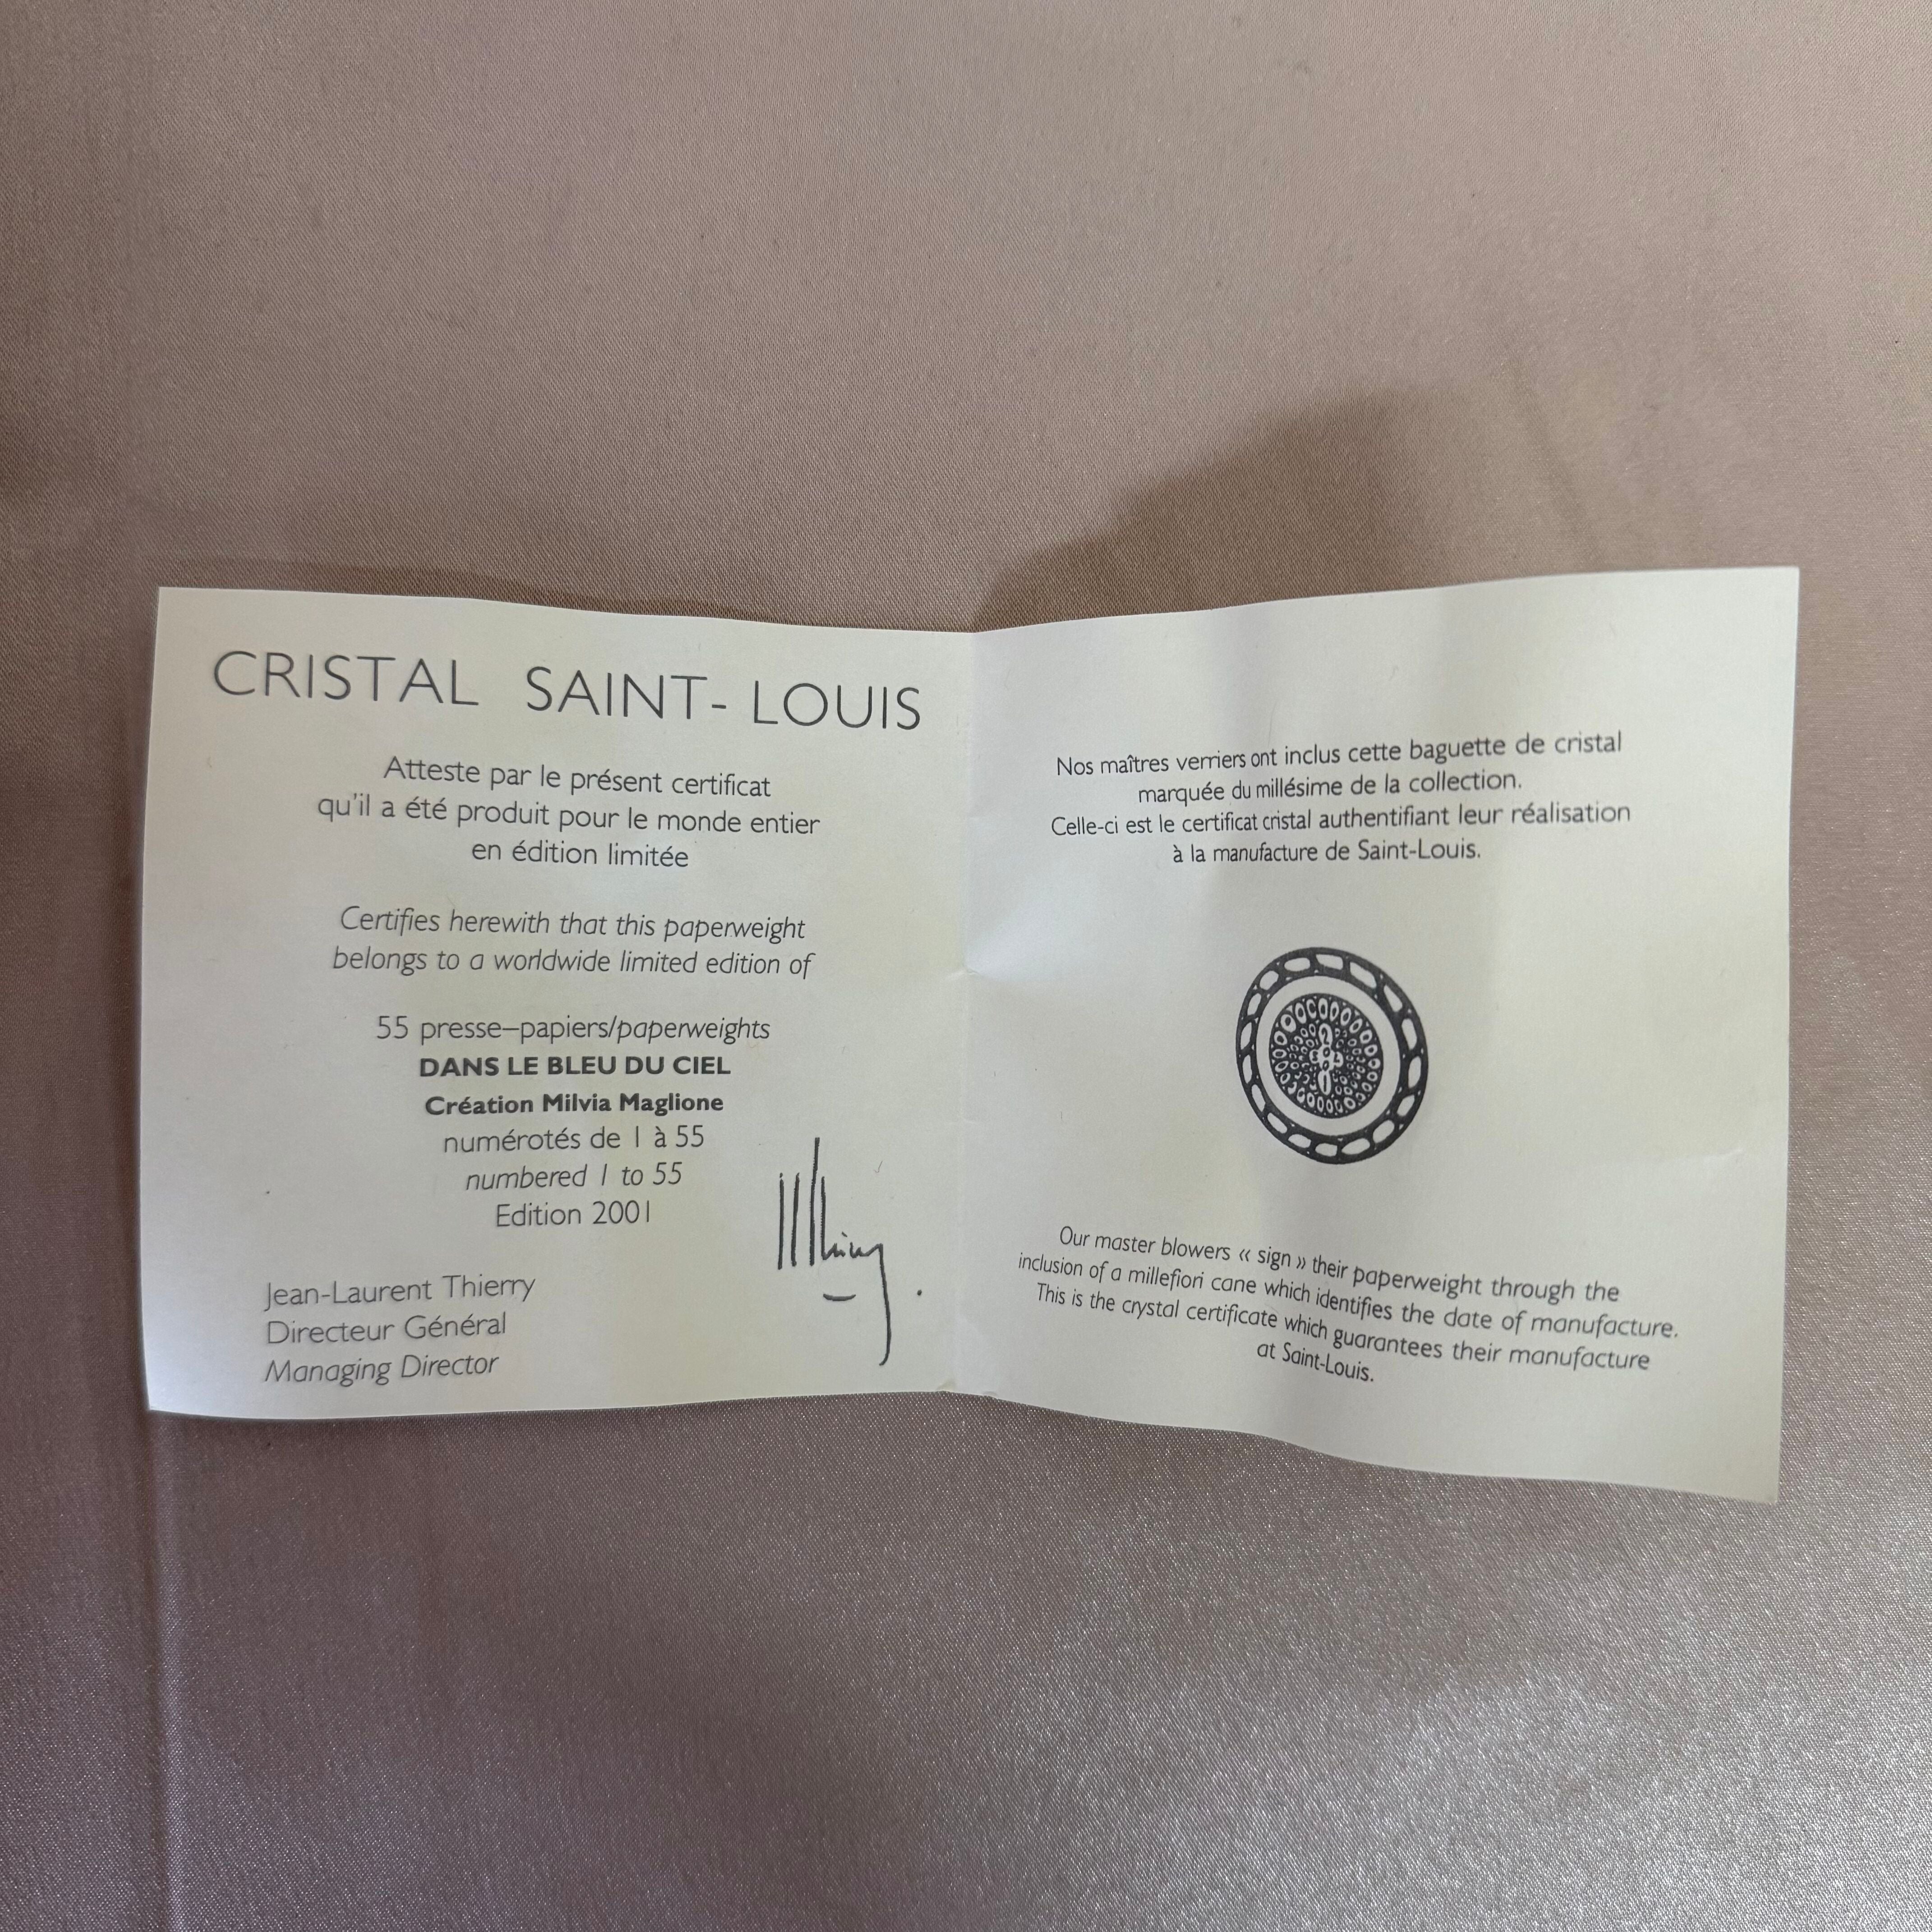 CRISTAL SAINT-LOUIS
Atteste par le présent certificat
qu'il a été produit pour le monde entier
en édition limitée
Certifies herewith that this paperweight
belongs to a worldwide limited edition of
55 presse–papiers/paperweights
DANS LE BLEU DU CIEL
Création Milvia Maglione
numérotés de 1 à 55
numbered 1 to 55
Edition 2001
Jean-Laurent Thierry
Directeur Général
Managing Director
Nos maîtres verriers ont inclus cette baguette de cristal
marquée du millésime de la collection.
Celle-ci est le certificat cristal authentifiant leur réalisation
à la manufacture de Saint-Louis.
Our master blowers « sign » their paperweight through the
inclusion of a millefiori cane which identifies the date of manufacture.
This is the crystal certificate which guarantees their manufacture
at Saint-Louis.